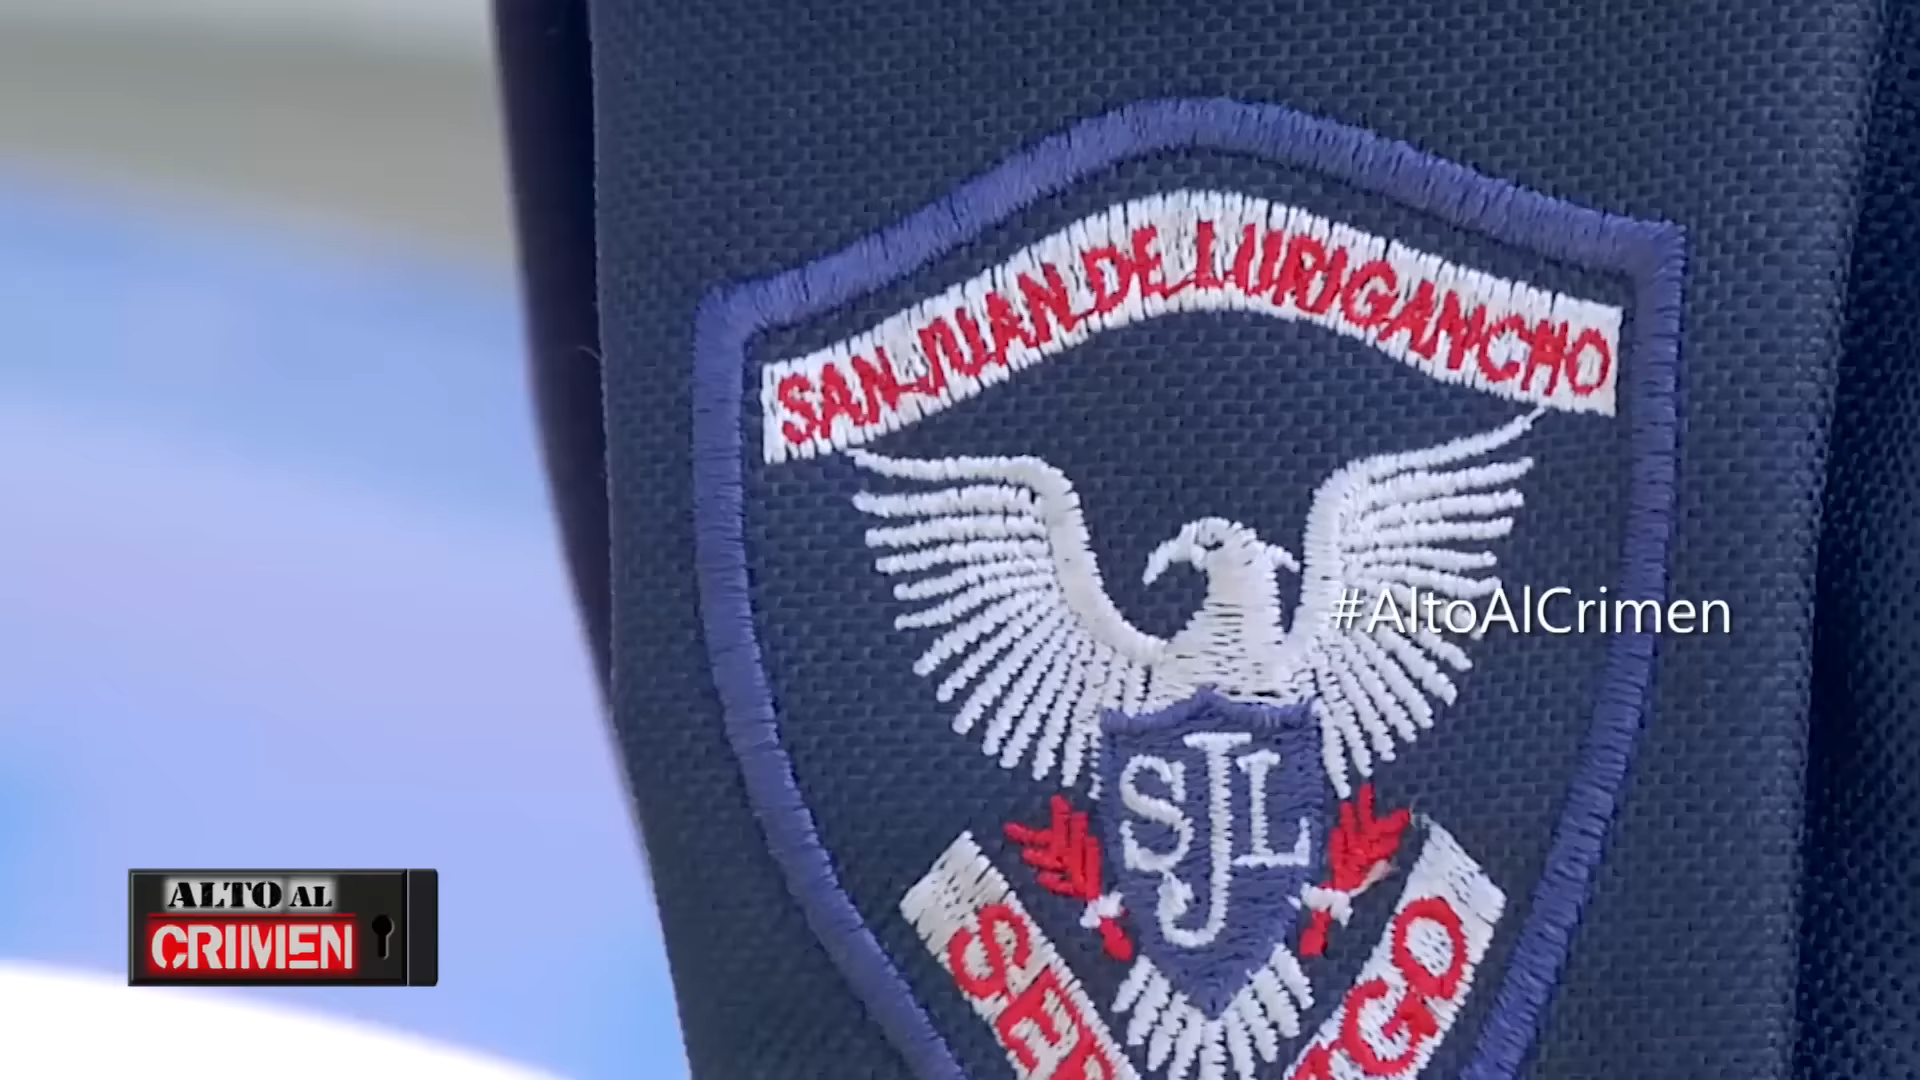 SAN JUAN DE LURIGANCHO
#AltoAlCrimen
SJL
ALTO AL
CRIMEN